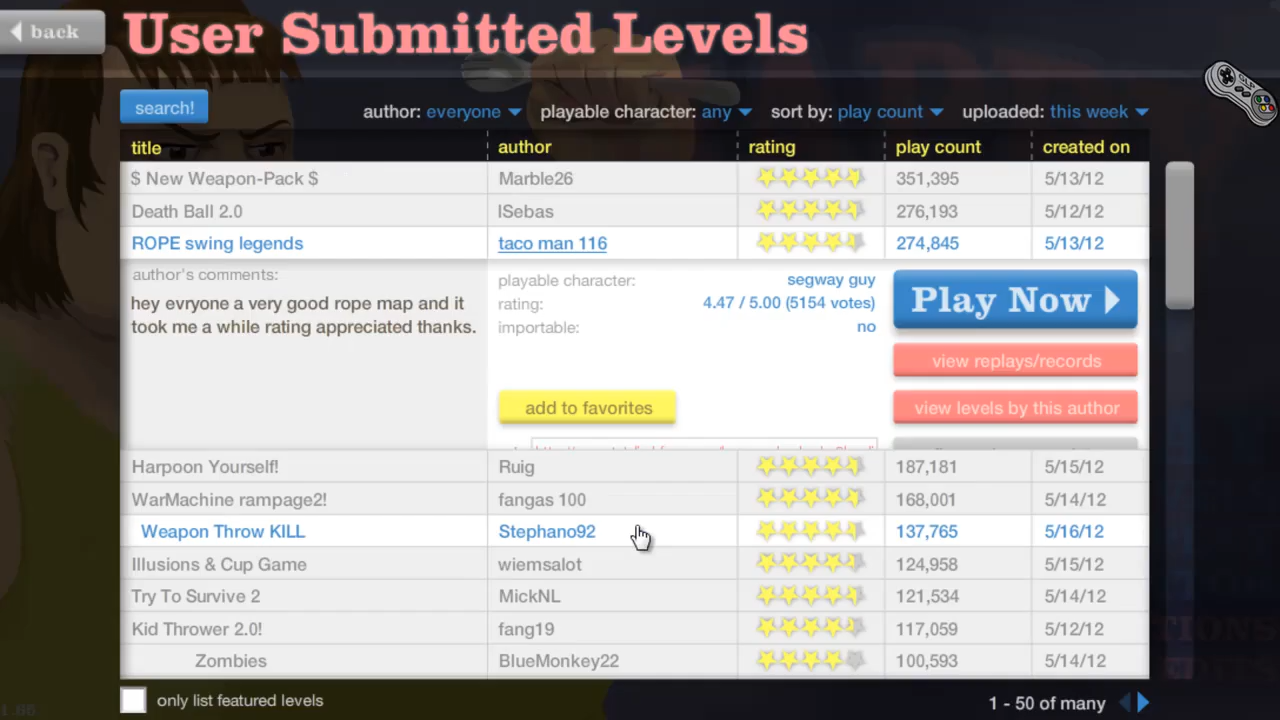 back
User Submitted Levels
search!
author: everyone playable character: any sort by: play count uploaded: this week
title author rating play count created on
$ New Weapon-Pack $ Marble26 351,395 5/13/12
Death Ball 2.0 ISebas 276,193 5/12/12
ROPE swing legends taco man 116 274,845 5/13/12
author's comments:
hey evryone a very good rope map and it
took me a while rating appreciated thanks.
playable character: segway guy
rating: 4.47 / 5.00 (5154 votes)
importable: no
add to favorites
Play Now
view replays/records
view levels by this author
Harpoon Yourself! Ruig 187,181 5/15/12
WarMachine rampage2! fangas 100 168,001 5/14/12
Weapon Throw KILL Stephano92 137,765 5/16/12
Illusions & Cup Game wiemsalot 124,958 5/15/12
Try To Survive 2 MickNL 121,534 5/14/12
Kid Thrower 2.0! fang19 117,059 5/12/12
Zombies BlueMonkey22 100,593 5/14/12
only list featured levels
1 - 50 of many